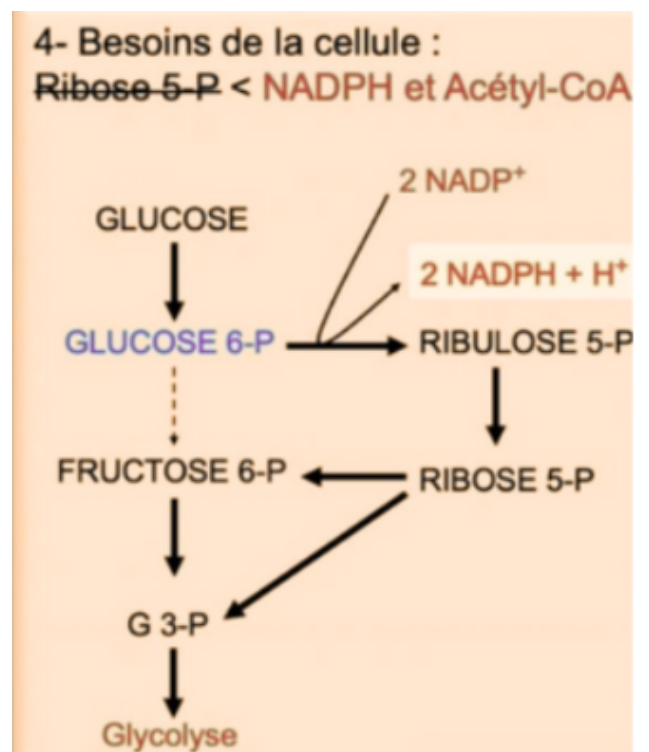 4- Besoins de la cellule :
Ribose 5-P < NADPH et Acétyl-CoA
2 NADP⁺
GLUCOSE
2 NADPH + H⁺
GLUCOSE 6-P
RIBULOSE 5-P
FRUCTOSE 6-P
RIBOSE 5-P
G 3-P
Glycolyse